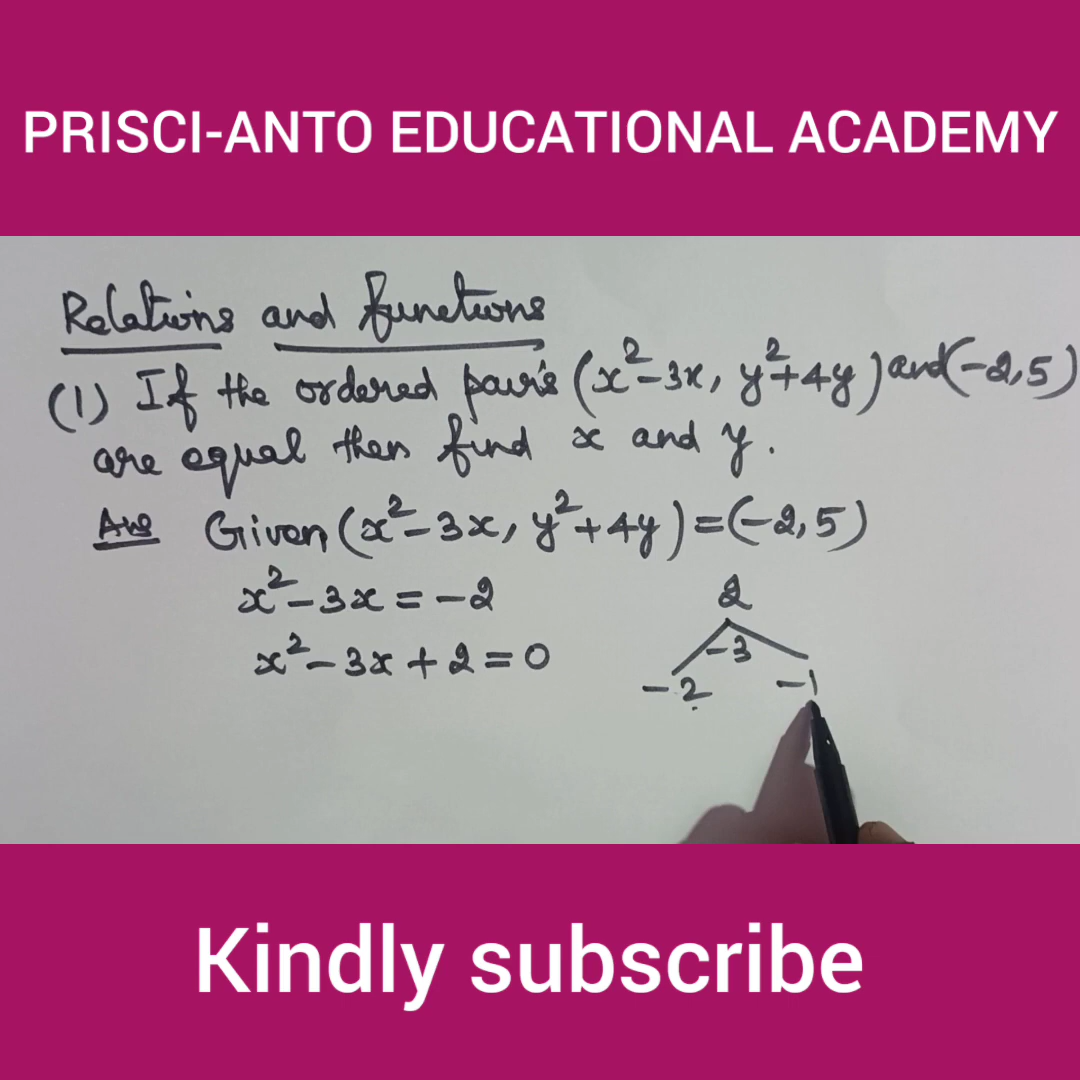 PRISCI-ANTO EDUCATIONAL ACADEMY
Relations and functions
(1) If the ordered pairs (x²-3x, y²+4y) and (-2,5)
are equal then find x and y.
Ans Given (x²-3x, y²+4y) = (-2,5)
x²-3x = -2
2
x²-3x+2=0
-3
-2 -1
Kindly subscribe